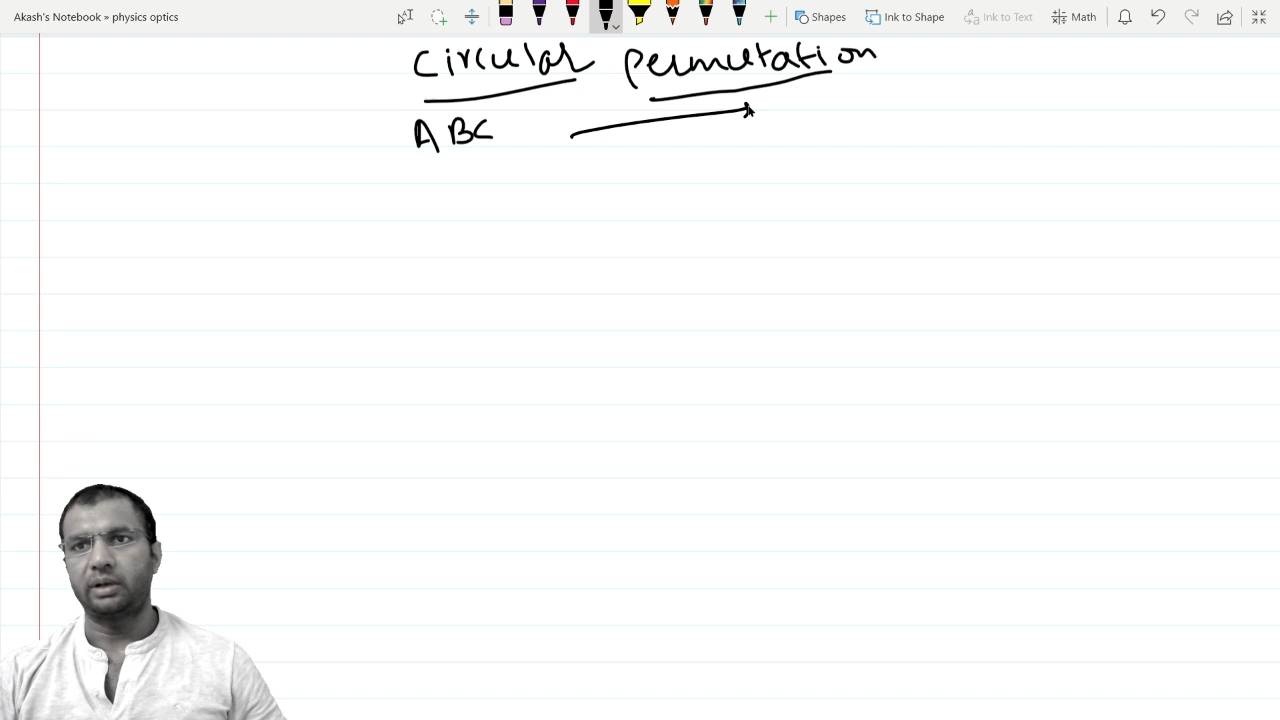 Akash's Notebook » physics optics
Shapes Ink to Shape Ink to Text Math
Circular Permutation
ABC